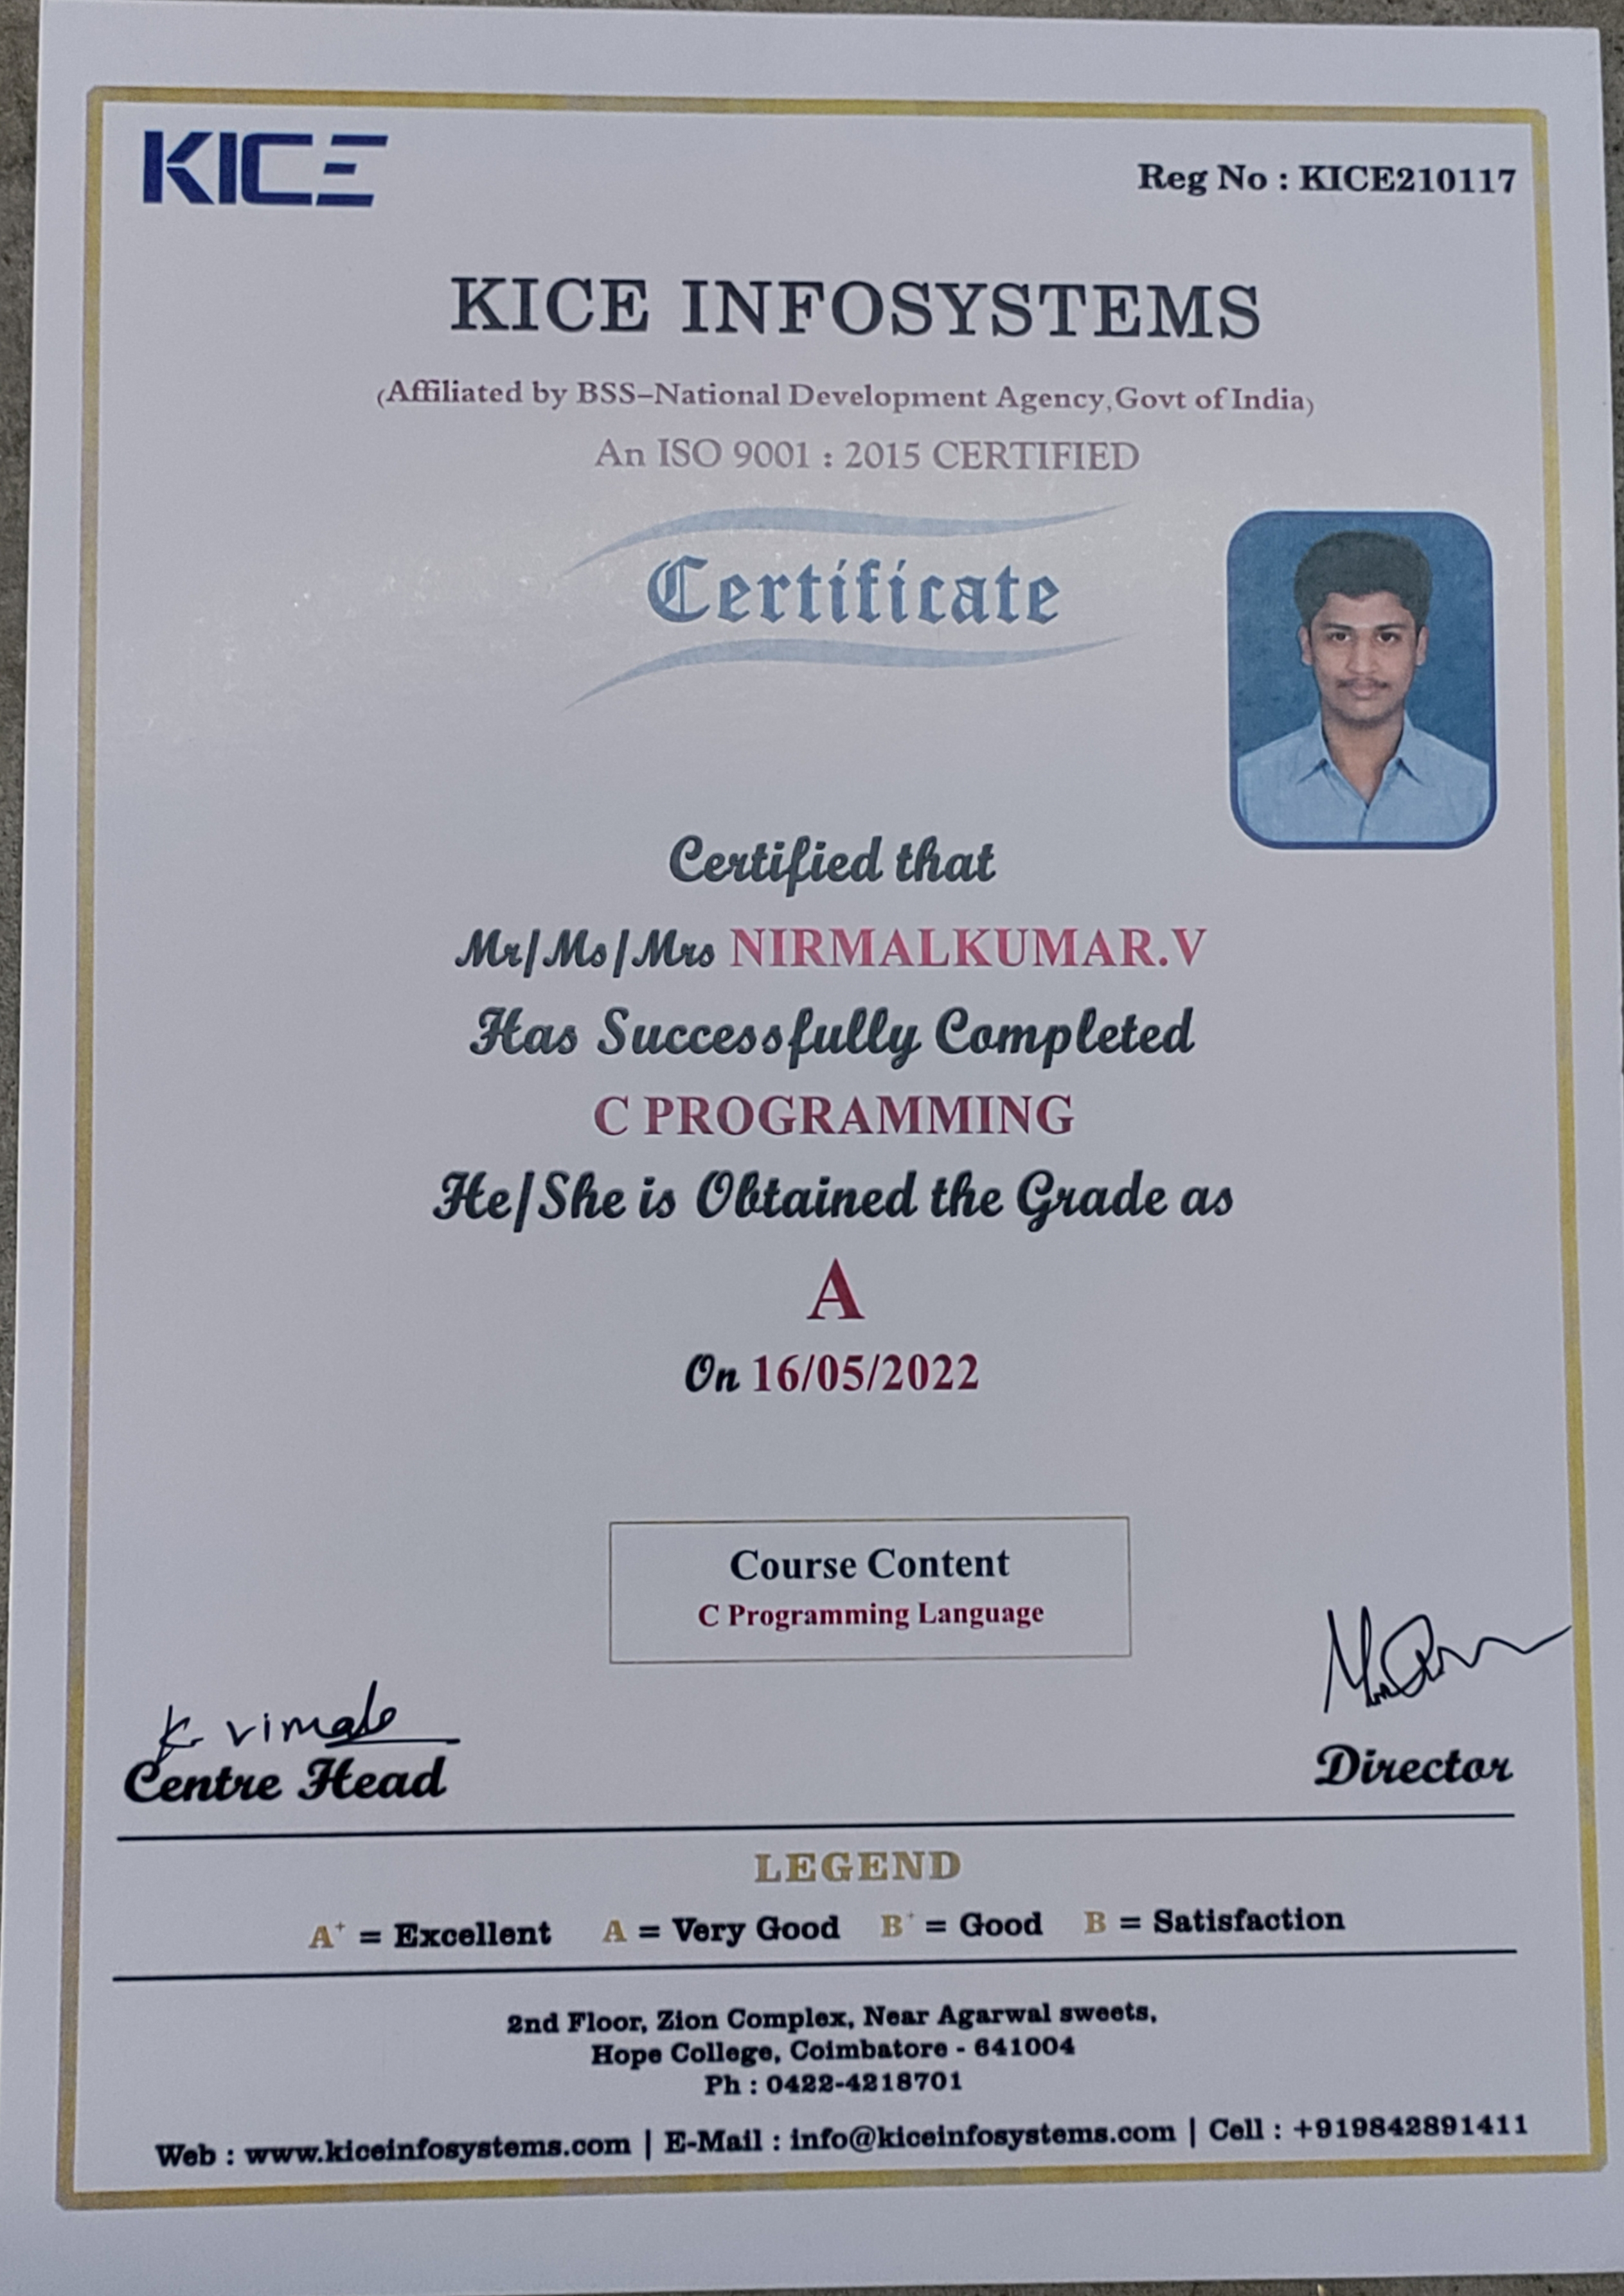 KICE
Reg No : KICE210117
KICE INFOSYSTEMS
(Affiliated by BSS–National Development Agency,Govt of India)
An ISO 9001 : 2015 CERTIFIED
Certificate
Certified that
Mr/Ms/Mrs NIRMALKUMAR.V
Has Successfully Completed
C PROGRAMMING
He/She is Obtained the Grade as
A
On 16/05/2022
Course Content
C Programming Language
K vimala
Centre Head
Director
LEGEND
A+ = Excellent A = Very Good B+ = Good B = Satisfaction
2nd Floor, Zion Complex, Near Agarwal sweets,
Hope College, Coimbatore - 641004
Ph : 0422-4218701
Web : www.kiceinfosystems.com | E-Mail : info@kiceinfosystems.com | Cell : +919842891411